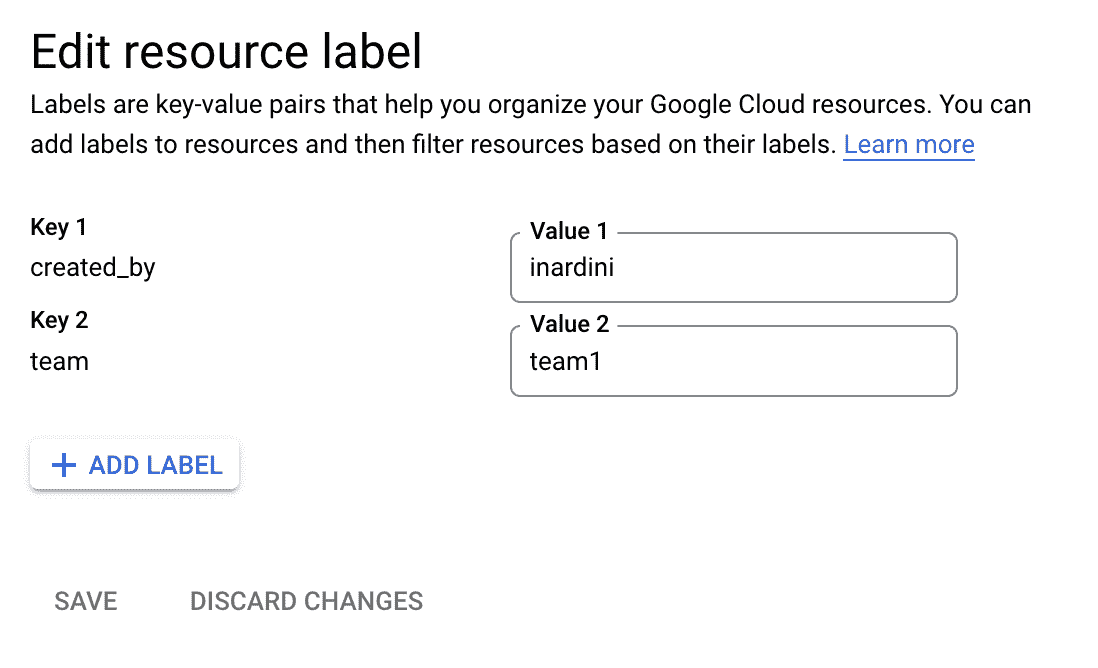 Edit resource label
Labels are key-value pairs that help you organize your Google Cloud resources. You can
add labels to resources and then filter resources based on their labels. Learn more
Key 1
Value 1
created_by
inardini
Key 2
Value 2
team
team1
+ ADD LABEL
SAVE
DISCARD CHANGES